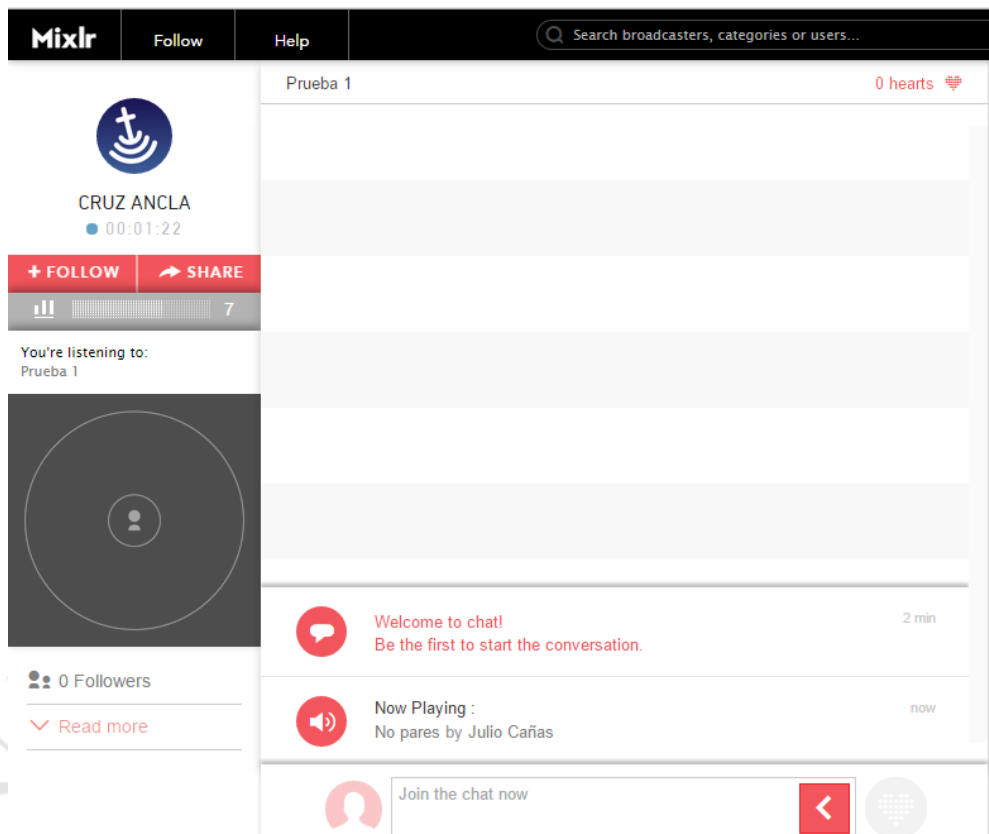 Mixlr
Follow
Help
Search broadcasters, categories or users...
CRUZ ANCLA
00:01:22
+ FOLLOW
SHARE
7
You're listening to:
Prueba 1
0 Followers
Read more
Prueba 1
0 hearts
Welcome to chat!
2 min
Be the first to start the conversation.
Now Playing :
now
No pares by Julio Cañas
Join the chat now